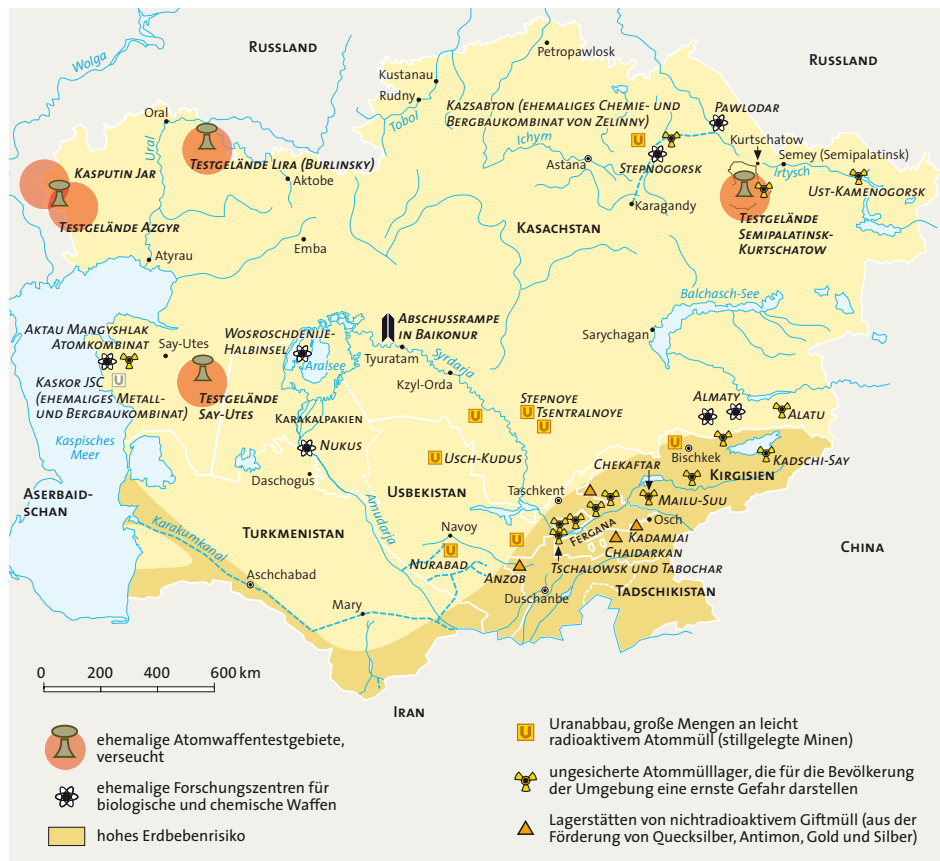 RUSSLAND
RUSSLAND
Wolga
Petropawlosk
Kustanau
Rudny
Tobol
KAZSABTON (EHEMALIGES CHEMIE- UND
BERGBAUKOMBINAT VON ZELINNY)
PAWLODAR
Oral
Ural
TESTGELÄNDE LIRA (BURLINSKY)
Ichym
Astana
STEPNOGORSK
Kurtschatow
Semey (Semipalatinsk)
Irtysch
UST-KAMENOGORSK
KASPUTIN JAR
Aktobe
Karagandy
TESTGELÄNDE AZGYR
TESTGELÄNDE
SEMIPALATINSK-
KURTSCHATOW
KASACHSTAN
Emba
Atyrau
Balchasch-See
AKTAU MANGYSHLAK
ATOMKOMBINAT
Say-Utes
WOSROSCHDENIJE-
HALBINSEL
Aralsee
ABSCHUSSRAMPE
IN BAIKONUR
Tyuratam
Syrdarja
Sarychagan
Kzyl-Orda
KASKOR JSC
(EHEMALIGES METALL-
UND BERGBAUKOMBINAT)
U
TESTGELÄNDE
SAY-UTES
STEPNOYE
TSENTRALNOYE
ALMATY
ALATU
KARAKALPAKIEN
NUKUS
Kaspisches
Meer
USCH-KUDUS
Bischkek
KADSCHI-SAY
CHEKAFTAR
KIRGISIEN
Daschogus
USBEKISTAN
Taschkent
MAILU-SUU
ASERBAID-
SCHAN
Amudarja
TURKMENISTAN
Karakumkanal
Navoy
FERGANA
Osch
KADAMJAI
CHAIDARKAN
CHINA
NURABAD
ANZOB
TSCHALOWSK UND TABOCHAR
Aschchabad
Duschanbe
TADSCHIKISTAN
Mary
0 200 400 600 km
IRAN
ehemalige Atomwaffentestgebiete,
verseucht
ehemalige Forschungszentren für
biologische und chemische Waffen
hohes Erdbebenrisiko
U
Uranabbau, große Mengen an leicht
radioaktivem Atommüll (stillgelegte Minen)
ungesicherte Atommülllager, die für die Bevölkerung
der Umgebung eine ernste Gefahr darstellen
Lagerstätten von nichtradioaktivem Giftmüll (aus der
Förderung von Quecksilber, Antimon, Gold und Silber)